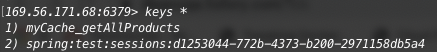 [169.56.171.68:6379> keys *
1) myCache_getAllProducts
2) spring:test:sessions:d1253044-772b-4373-b200-2971158db5a4